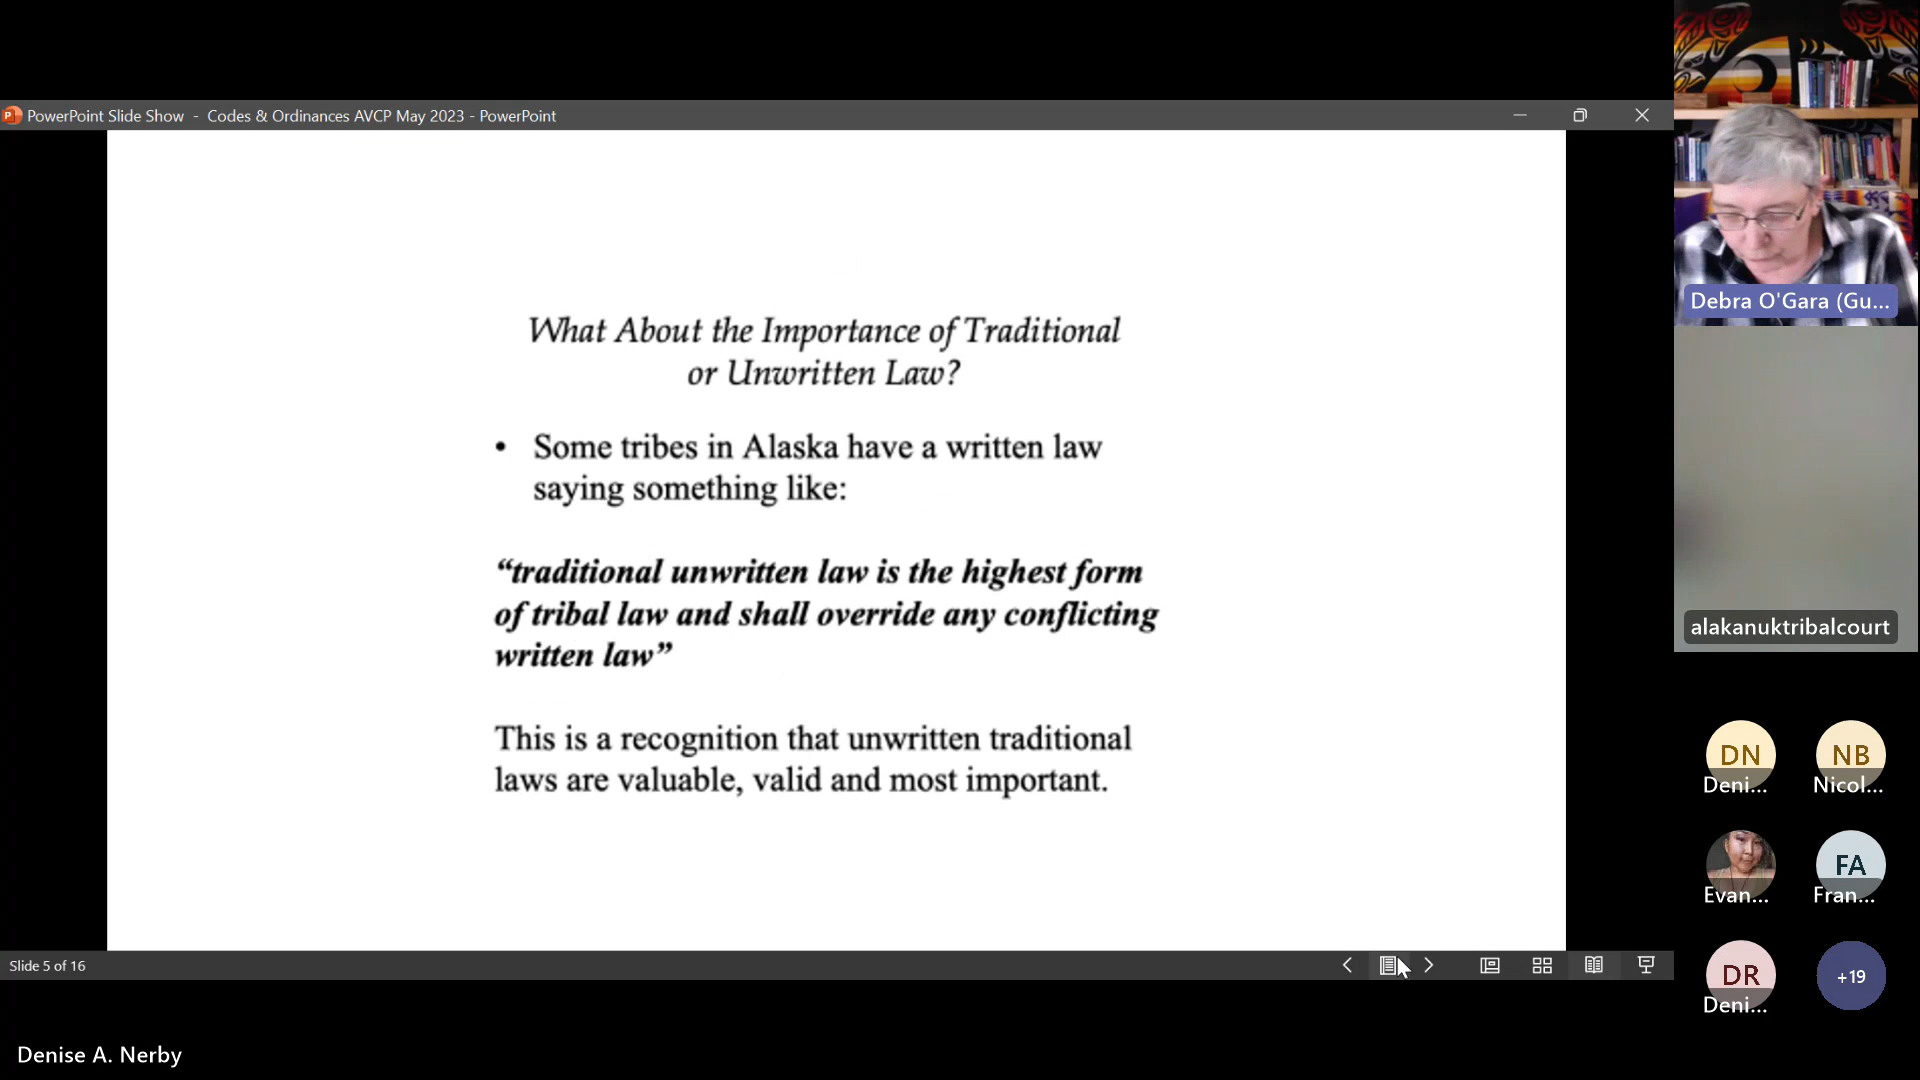 PowerPoint Slide Show - Codes & Ordinances AVCP May 2023 - PowerPoint
What About the Importance of Traditional
or Unwritten Law?
• Some tribes in Alaska have a written law
saying something like:
“traditional unwritten law is the highest form
of tribal law and shall override any conflicting
written law”
This is a recognition that unwritten traditional
laws are valuable, valid and most important.
Slide 5 of 16
Denise A. Nerby
Debra O'Gara (Gu...
alakanuktribalcourt
DN
Deni...
NB
Nicol...
Evan...
FA
Fran...
DR
Deni...
+19